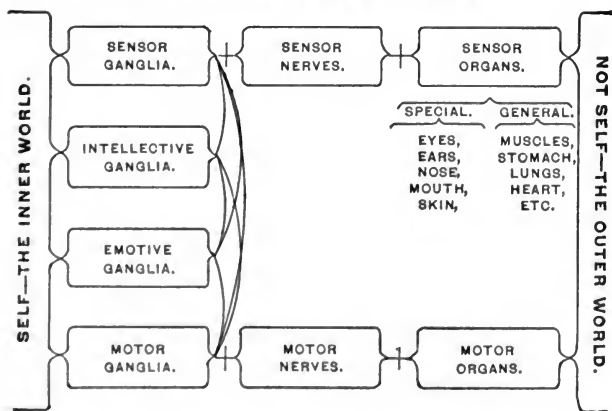 SELF—THE INNER WORLD.
SENSOR
GANGLIA.
SENSOR
NERVES.
SENSOR
ORGANS.
SPECIAL.
GENERAL.
EYES,
EARS,
NOSE,
MOUTH,
SKIN,
MUSCLES,
STOMACH,
LUNGS,
HEART,
ETC.
INTELLECTIVE
GANGLIA.
EMOTIVE
GANGLIA.
MOTOR
GANGLIA.
MOTOR
NERVES.
MOTOR
ORGANS.
NOT SELF—THE OUTER WORLD.